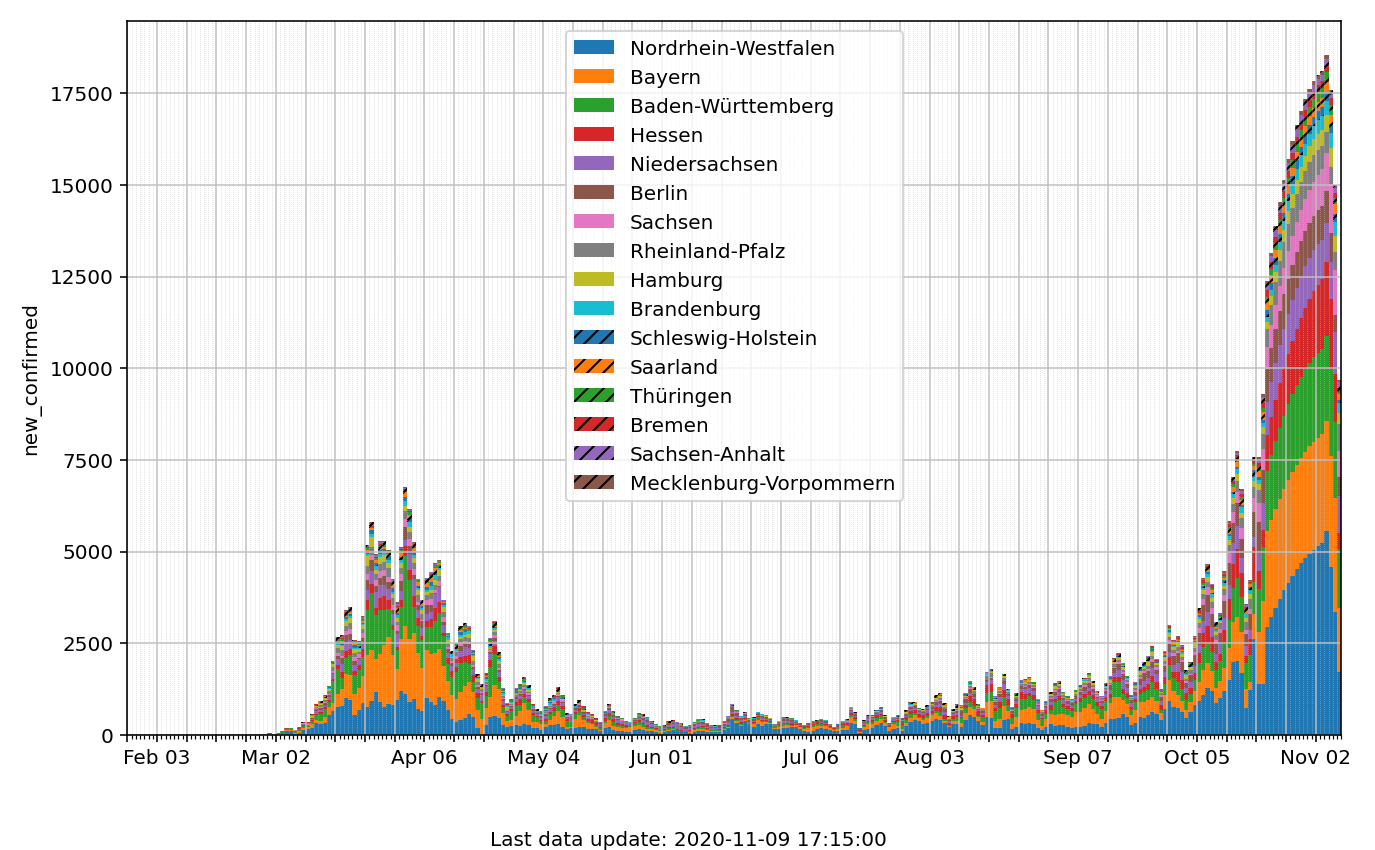 new_confirmed
17500
15000
12500
10000
7500
5000
2500
0
Nordrhein-Westfalen
Bayern
Baden-Württemberg
Hessen
Niedersachsen
Berlin
Sachsen
Rheinland-Pfalz
Hamburg
Brandenburg
Schleswig-Holstein
Saarland
Thüringen
Bremen
Sachsen-Anhalt
Mecklenburg-Vorpommern
Feb 03 Mar 02 Apr 06 May 04 Jun 01 Jul 06 Aug 03 Sep 07 Oct 05 Nov 02
Last data update: 2020-11-09 17:15:00